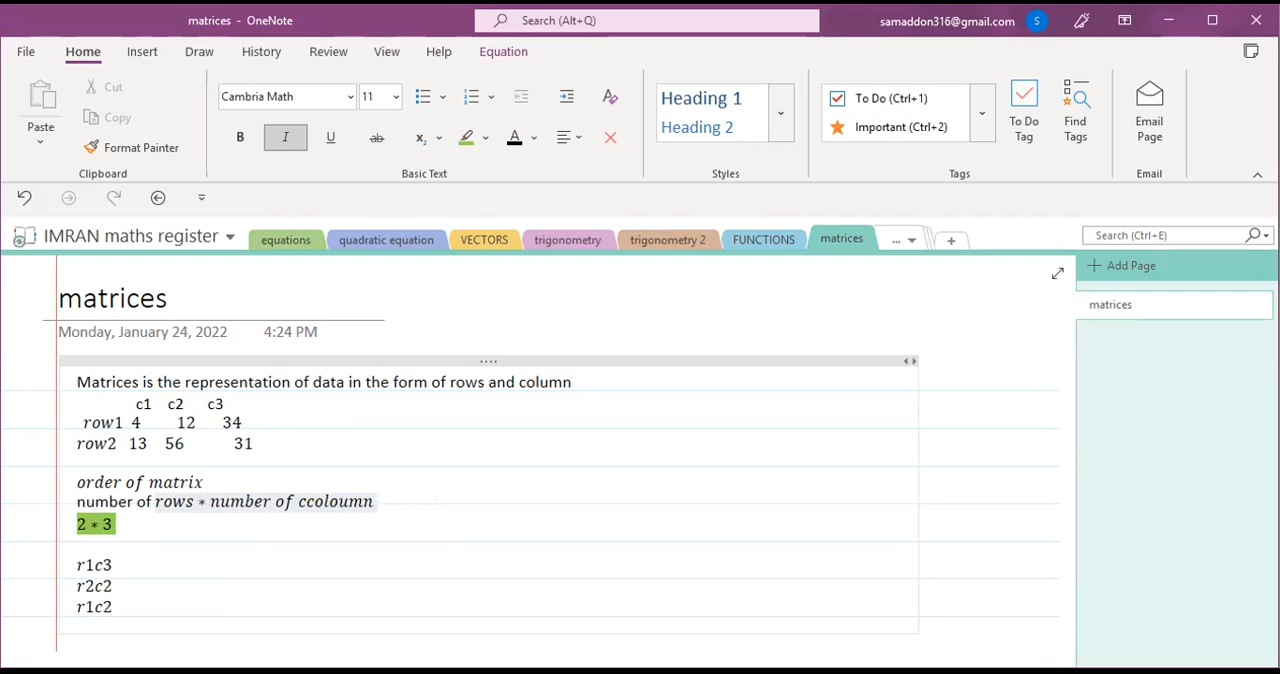 matrices - OneNote
Search (Alt+Q)
samaddon316@gmail.com
S
File Home Insert Draw History Review View Help Equation
Paste
Cut
Copy
Format Painter
Clipboard
Cambria Math 11
B I U ab x₂ A
Basic Text
Heading 1
Heading 2
Styles
To Do (Ctrl+1)
Important (Ctrl+2)
To Do Tag
Find Tags
Tags
Email Page
Email
IMRAN maths register
equations quadratic equation VECTORS trigonometry trigonometry 2 FUNCTIONS matrices ... +
Search (Ctrl+E)
Add Page
matrices
matrices
Monday, January 24, 2022 4:24 PM
Matrices is the representation of data in the form of rows and column
c1 c2 c3
row1 4 12 34
row2 13 56 31
order of matrix
number of rows * number of ccoloumn
2 * 3
r1c3
r2c2
r1c2